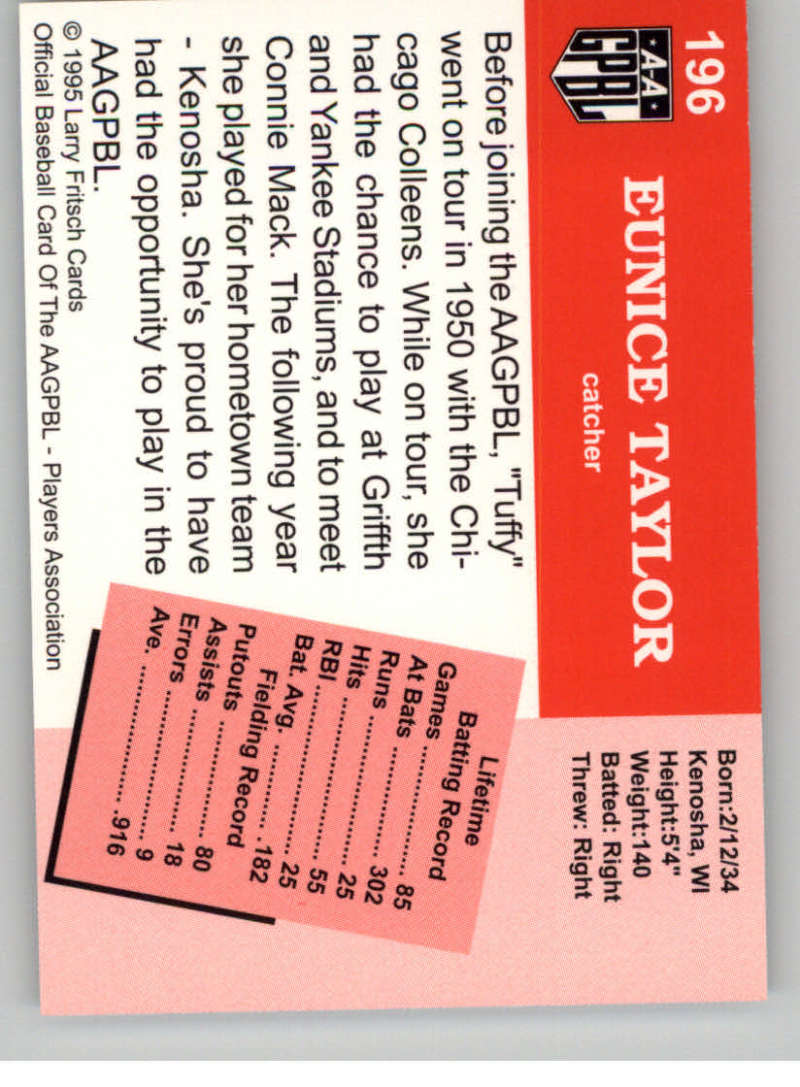 196
A-A
GPBL
EUNICE TAYLOR
catcher
Born:2/12/34
Kenosha, WI
Height:5'4"
Weight:140
Batted: Right
Threw: Right
Before joining the AAGPBL, "Tuffy"
went on tour in 1950 with the Chi-
cago Colleens. While on tour, she
had the chance to play at Griffth
and Yankee Stadiums, and to meet
Connie Mack. The following year
she played for her hometown team
- Kenosha. She's proud to have
had the opportunity to play in the
AAGPBL.
© 1995 Larry Fritsch Cards
Official Baseball Card Of The AAGPBL - Players Association
Lifetime
Batting Record
Games ........................ 85
At Bats ...................... 302
Runs ........................... 25
Hits ............................. 55
RBI .............................. 25
Bat. Avg. .................. .182
Fielding Record
Putouts ...................... 80
Assists ....................... 18
Errors ........................... 9
Ave. ......................... .916